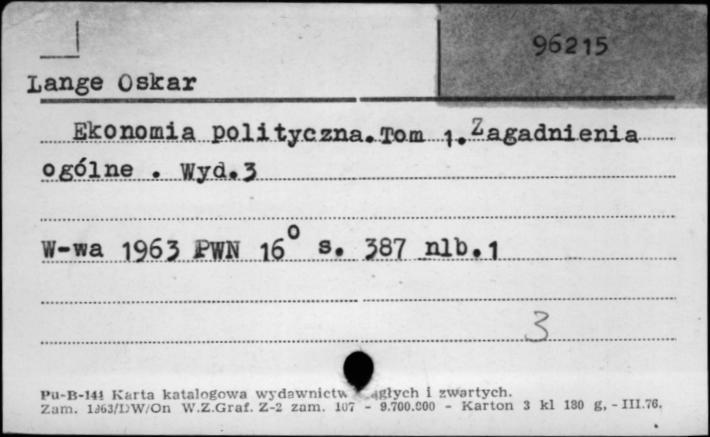 96215
Lange Oskar
Ekonomia polityczna.Tom 1.Zagadnienia
ogólne . Wyd.3
W-wa 1963 PWN 16° s. 387 nlb.1
3
Pu-B-144 Karta katalogowa wydawnictw ciągłych i zwartych.
Zam. 1363/DW/On W.Z.Graf. Z-2 zam. 107 - 9.700.000 - Karton 3 kl 180 g. - III.76.